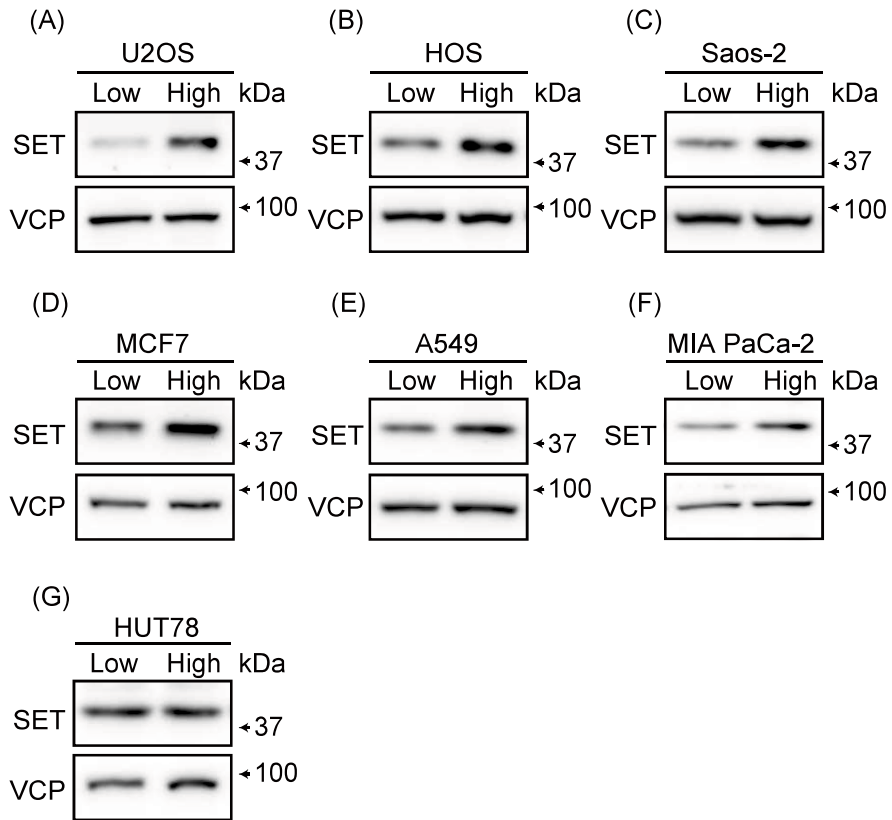 (A) (B) (C)
U2OS HOS Saos-2
Low High kDa Low High kDa Low High kDa
SET 37 SET 37 SET 37
VCP 100 VCP 100 VCP 100
(D) (E) (F)
MCF7 A549 MIA PaCa-2
Low High kDa Low High kDa Low High kDa
SET 37 SET 37 SET 37
VCP 100 VCP 100 VCP 100
(G)
HUT78
Low High kDa
SET 37
VCP 100